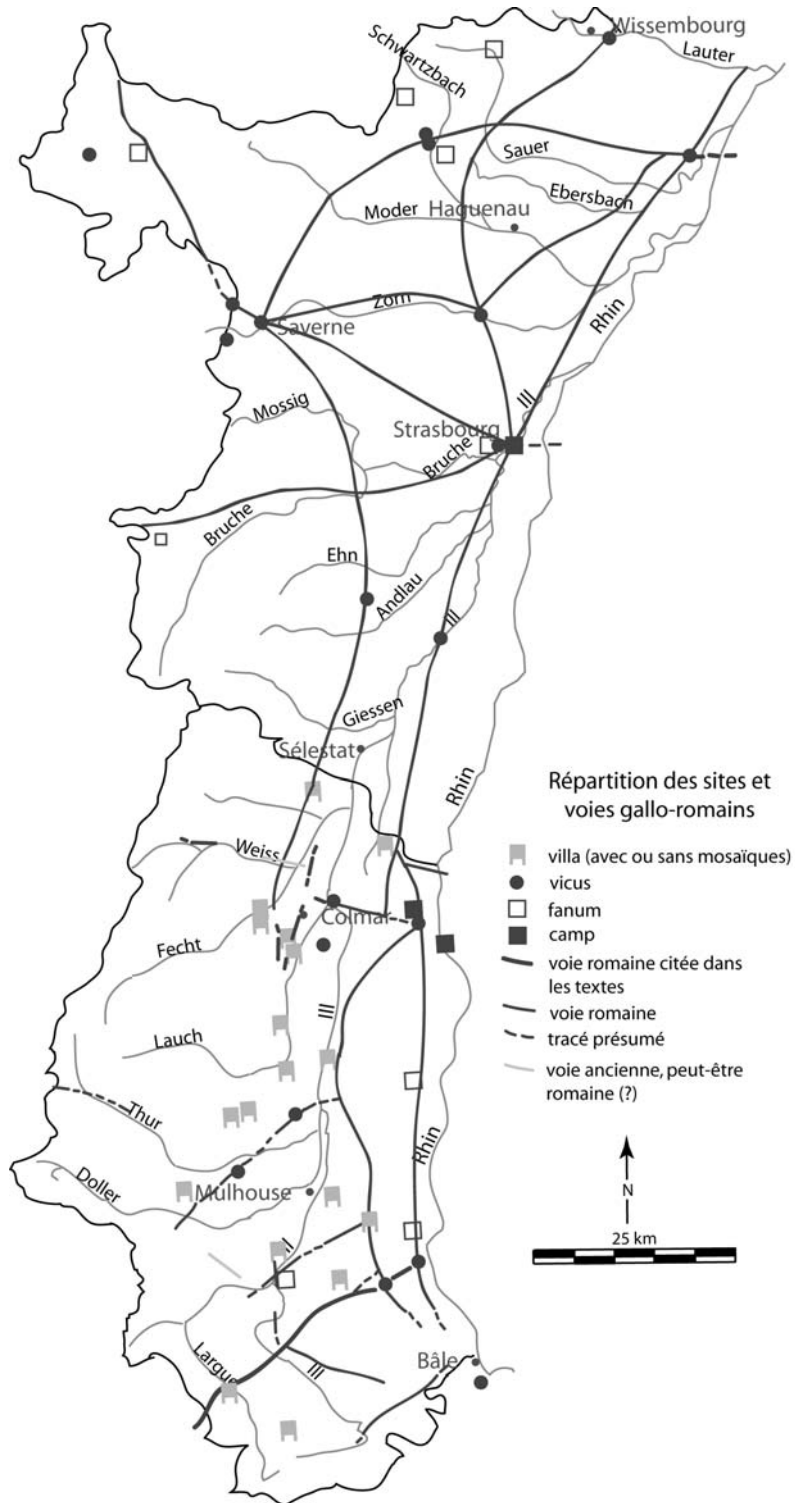 Wissembourg
Lauter
Schwartzbach
Sauer
Ebersbach
Moder
Haguenau
Zorn
Saverne
Rhin
Ill
Mossig
Strasbourg
Bruche
Bruche
Ehn
Andlau
Ill
Giessen
Sélestat
Rhin
Weiss
Colmar
Fecht
Ill
Lauch
Thur
Rhin
Doller
Mulhouse
Ill
Largue
Ill
Bâle
Répartition des sites et
voies gallo-romains
villa (avec ou sans mosaïques)
vicus
fanum
camp
voie romaine citée dans
les textes
voie romaine
tracé présumé
voie ancienne, peut-être
romaine (?)
N
25 km